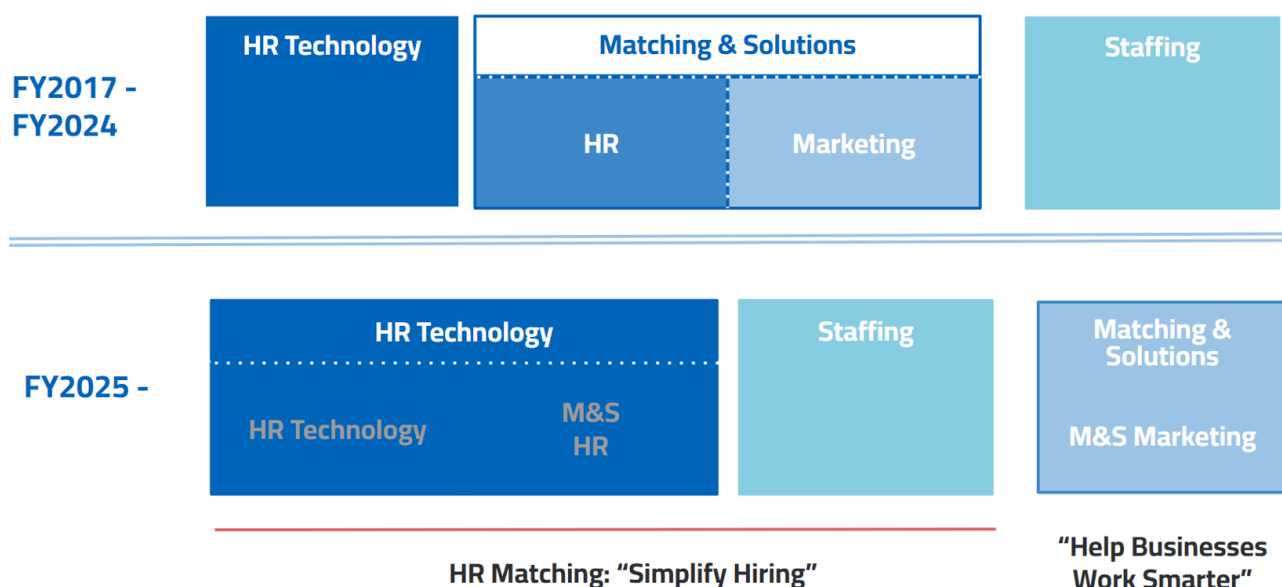 HR Technology
Matching & Solutions
Staffing
FY2017 -
FY2024
HR
Marketing
HR Technology
Staffing
Matching &
Solutions
FY2025 -
HR Technology
M&S
HR
M&S Marketing
HR Matching: “Simplify Hiring”
“Help Businesses
Work Smarter”